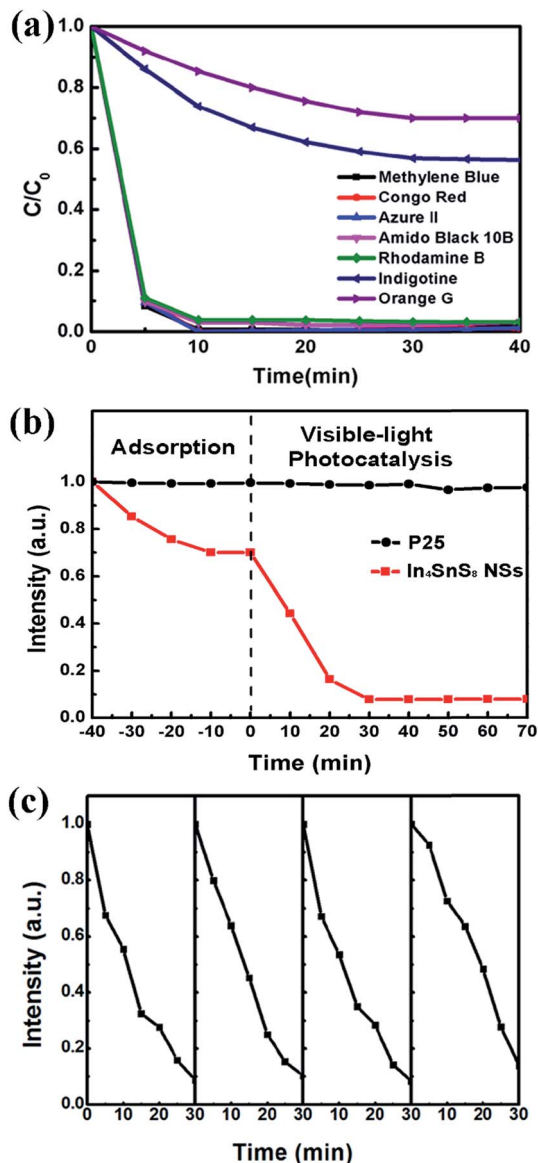 (a)
C/C0
1.0
0.8
0.6
0.4
0.2
0.0
Methylene Blue
Congo Red
Azure II
Amido Black 10B
Rhodamine B
Indigotine
Orange G
0 10 20 30 40
Time(min)
(b)
Intensity (a.u.)
1.0
0.8
0.6
0.4
0.2
0.0
Adsorption
Visible-light
Photocatalysis
P25
In₄SnS₈ NSs
-40 -30 -20 -10 0 10 20 30 40 50 60 70
Time (min)
(c)
Intensity (a.u.)
1.0
0.8
0.6
0.4
0.2
0.0
0 10 20 30 10 20 30 10 20 30 10 20 30
Time (min)